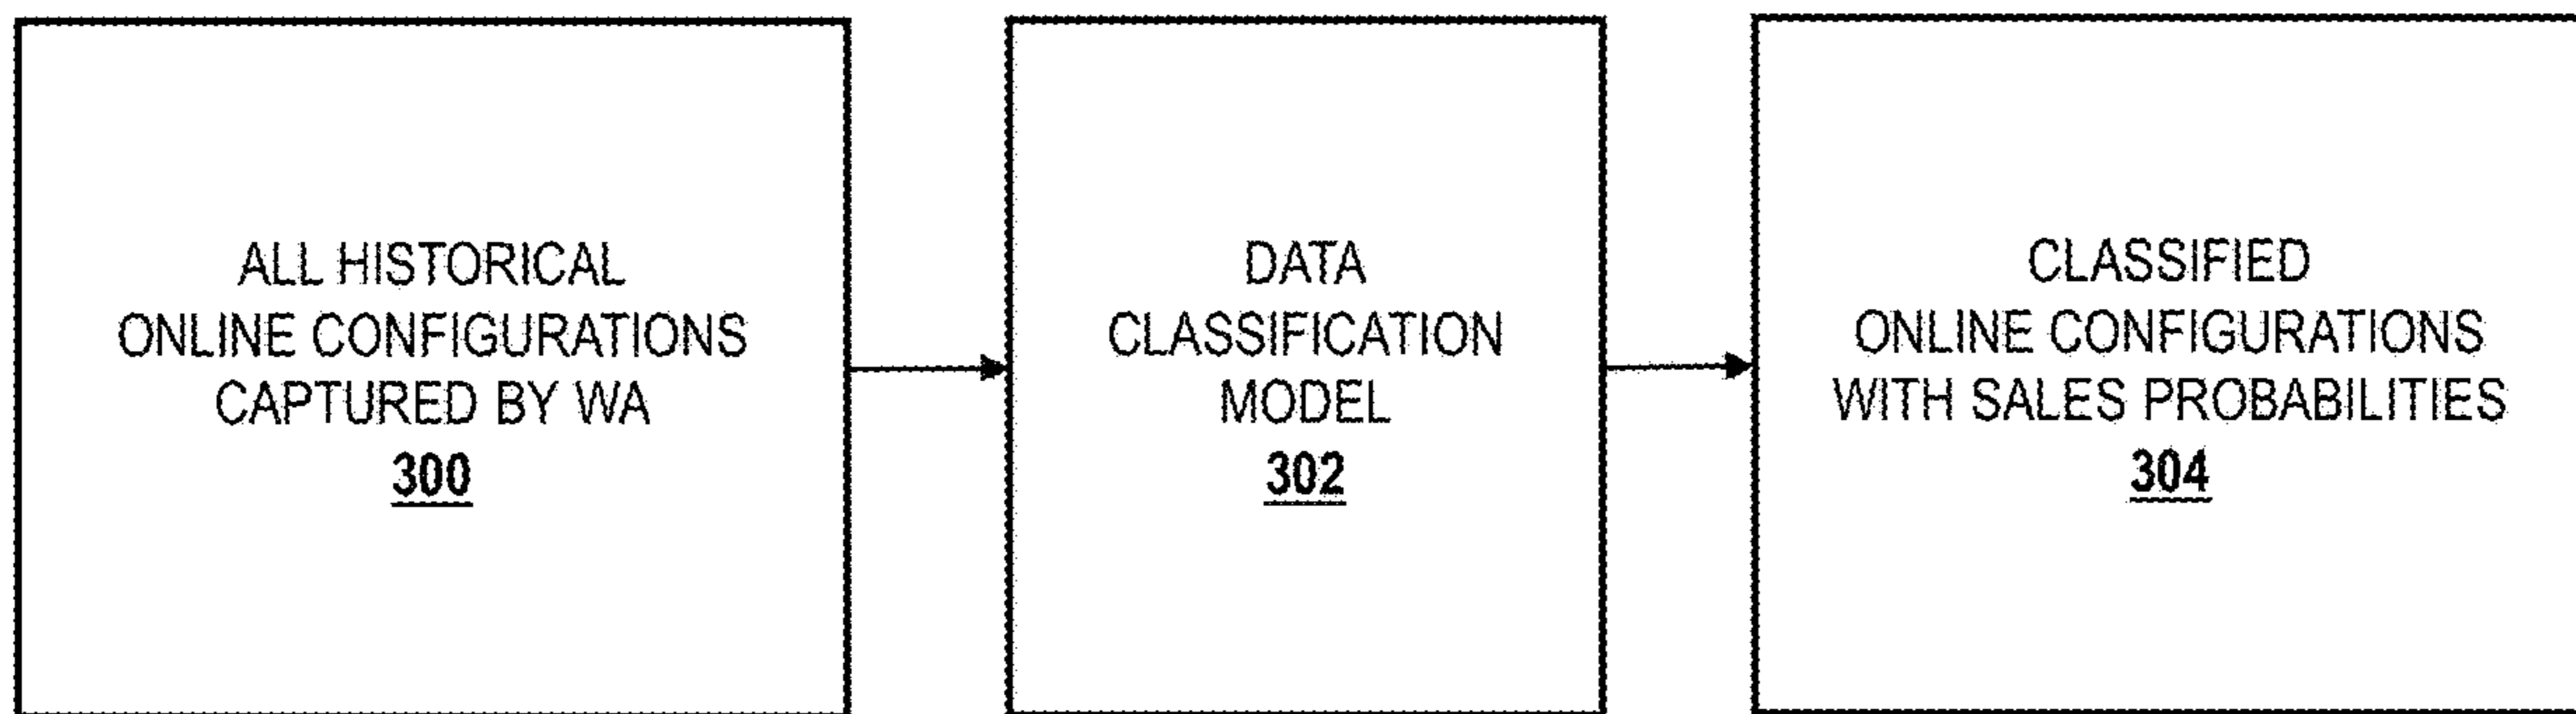 ALL HISTORICAL
ONLINE CONFIGURATIONS
CAPTURED BY WA
300
DATA
CLASSIFICATION
MODEL
302
CLASSIFIED
ONLINE CONFIGURATIONS
WITH SALES PROBABILITIES
304